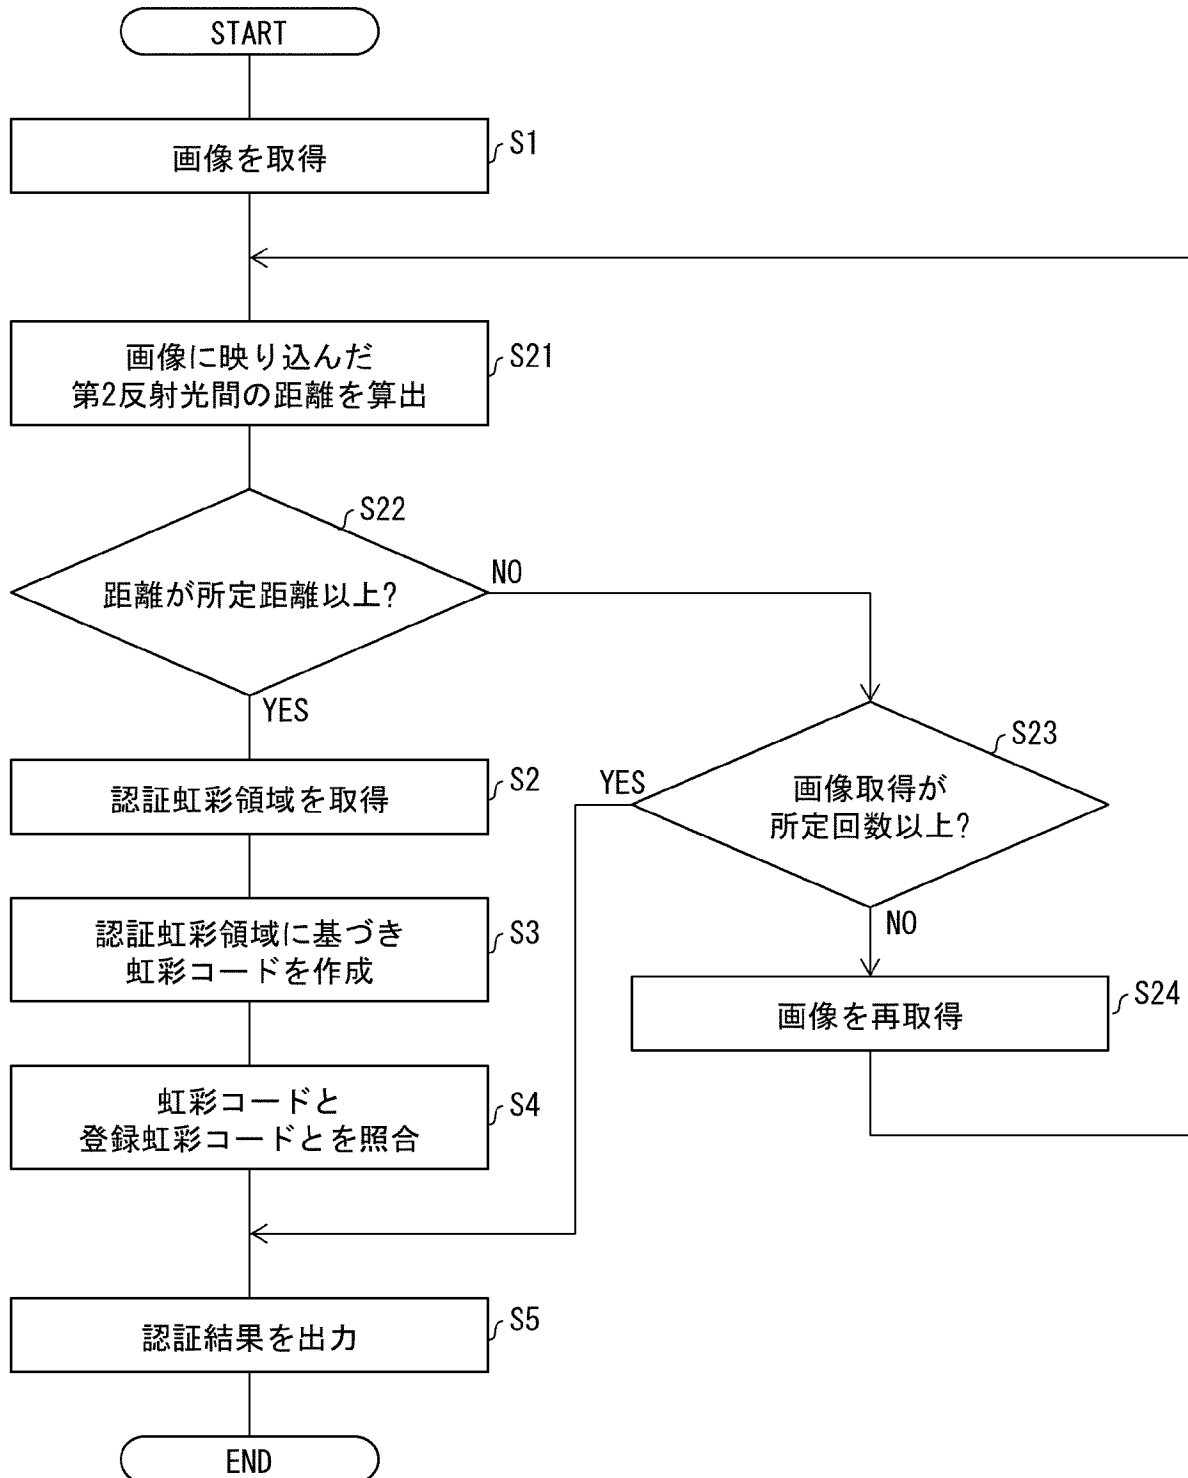 START
画像を取得
S1
画像に映り込んだ
第2反射光間の距離を算出
S21
S22
距離が所定距離以上?
NO
YES
S23
画像取得が
所定回数以上?
YES
NO
認証虹彩領域を取得
S2
認証虹彩領域に基づき
虹彩コードを作成
S3
画像を再取得
S24
虹彩コードと
登録虹彩コードとを照合
S4
認証結果を出力
S5
END